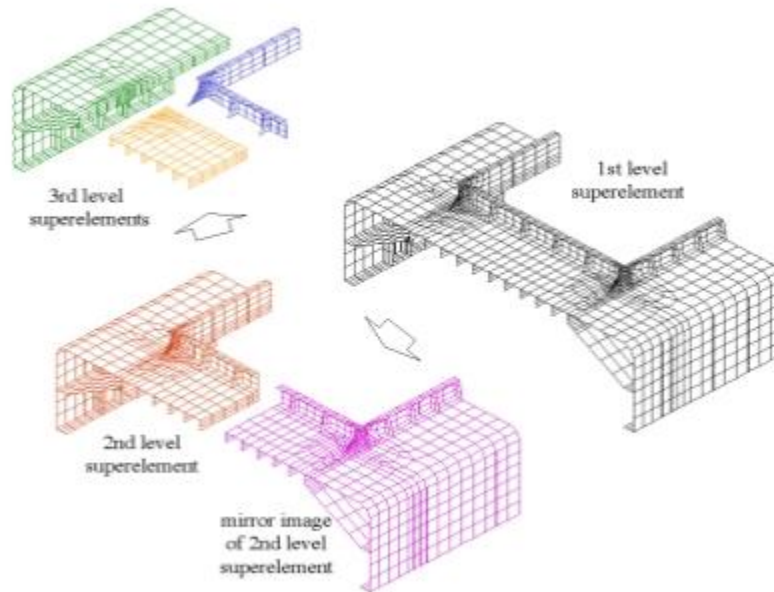 3rd level
superelements
1st level
superelement
2nd level
superelement
mirror image
of 2nd level
superelement